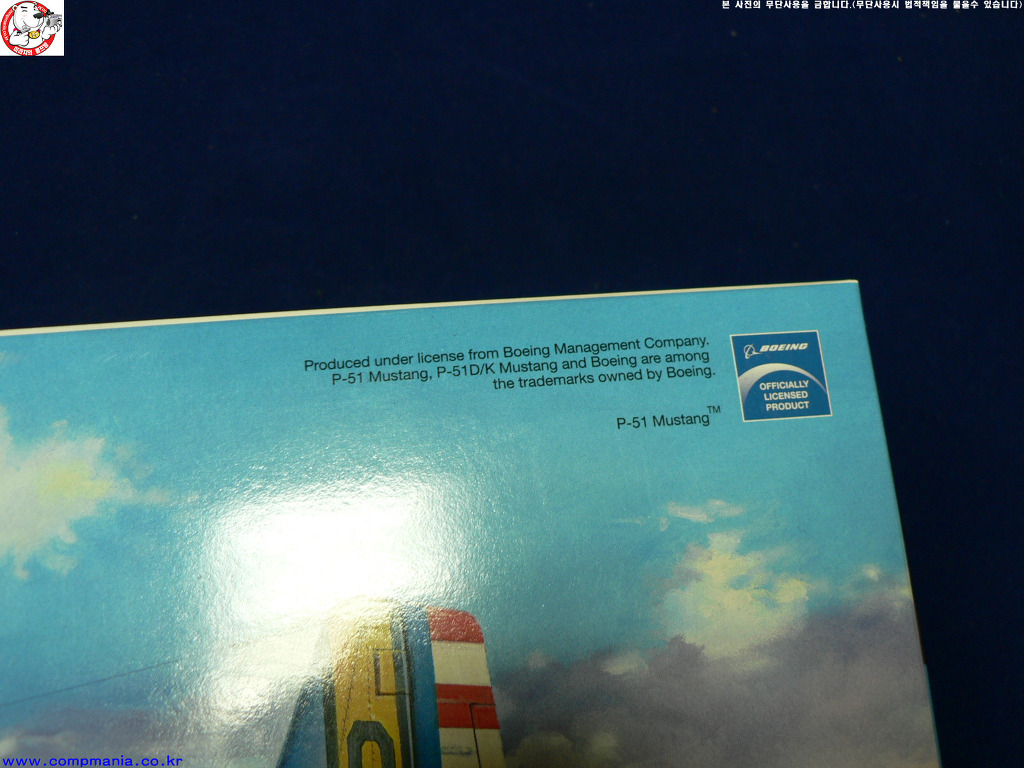 본 사진의 무단사용을 금합니다.(무단사용시 법적책임을 물을수 있습니다)
Produced under license from Boeing Management Company.
P-51 Mustang, P-51D/K Mustang and Boeing are among
the trademarks owned by Boeing.
P-51 Mustang™
BOEING
OFFICIALLY
LICENSED
PRODUCT
www.compmania.co.kr